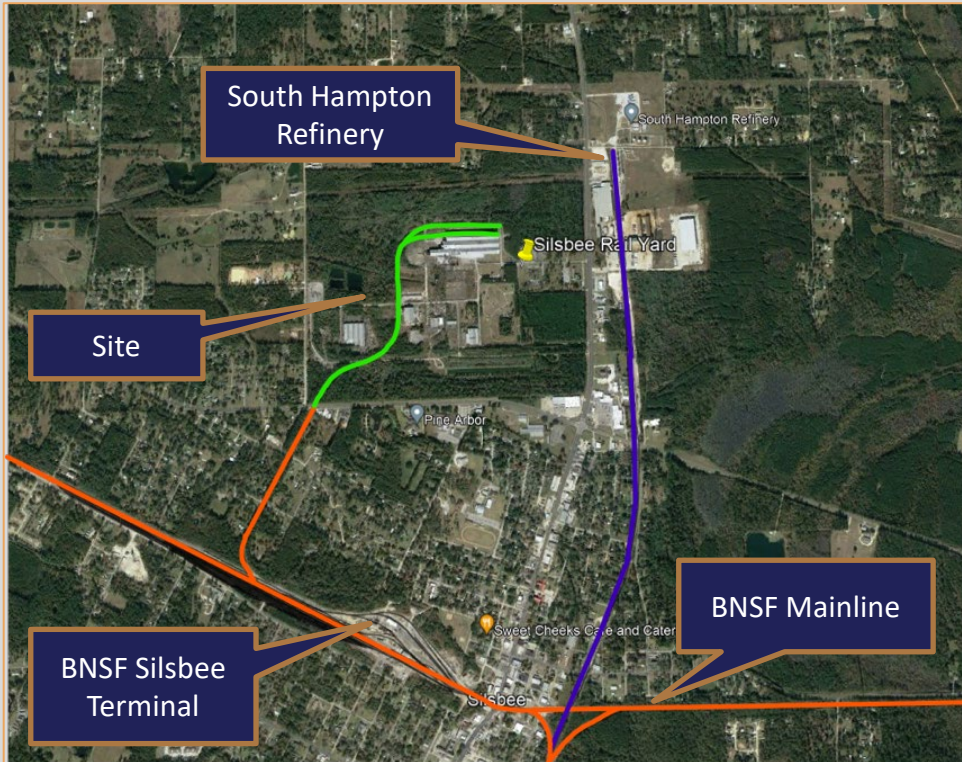 South Hampton
Refinery
South Hampton Refinery
Silsbee Rail Yard
Site
Pine Arbor
BNSF Mainline
Sweet Cheeks Cafe and Cater
BNSF Silsbee
Terminal
Silsbee